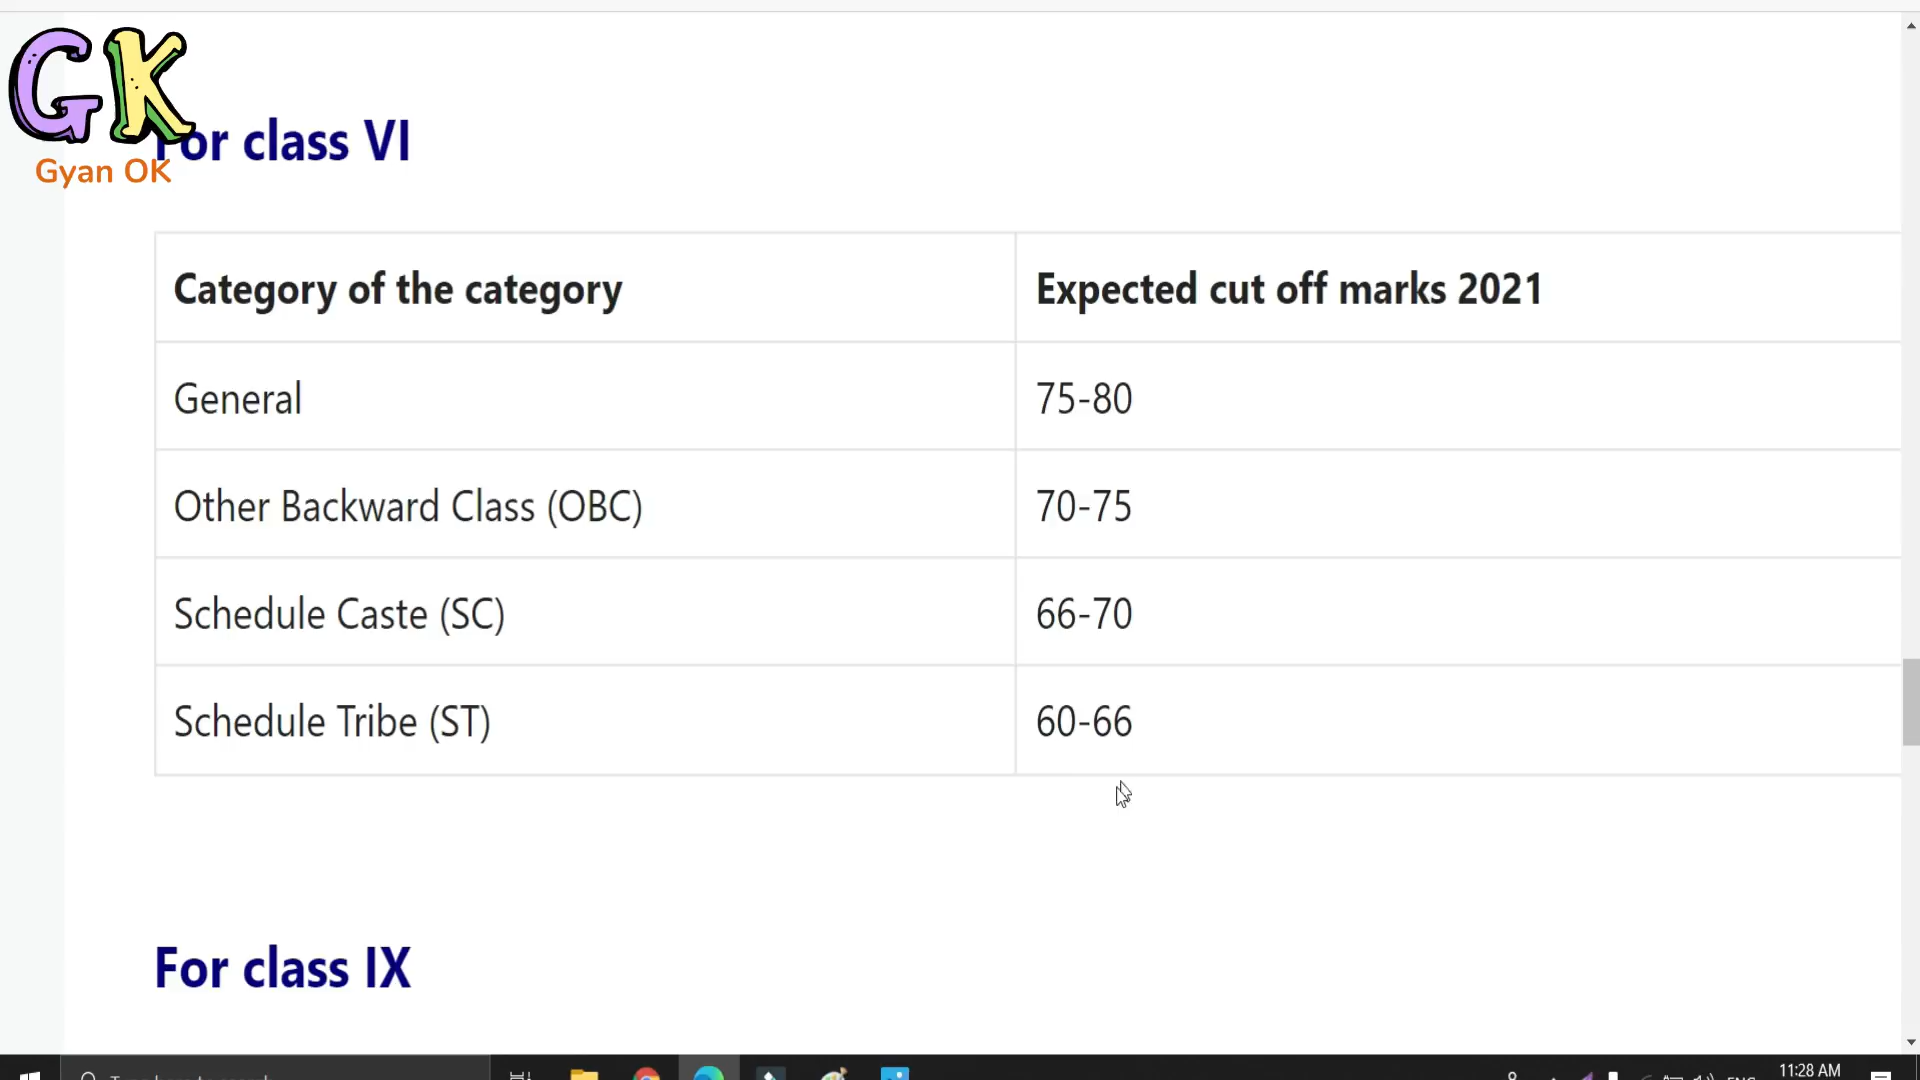 GK
Gyan OK
For class VI
Category of the category Expected cut off marks 2021
General 75-80
Other Backward Class (OBC) 70-75
Schedule Caste (SC) 66-70
Schedule Tribe (ST) 60-66
For class IX
11:28 AM